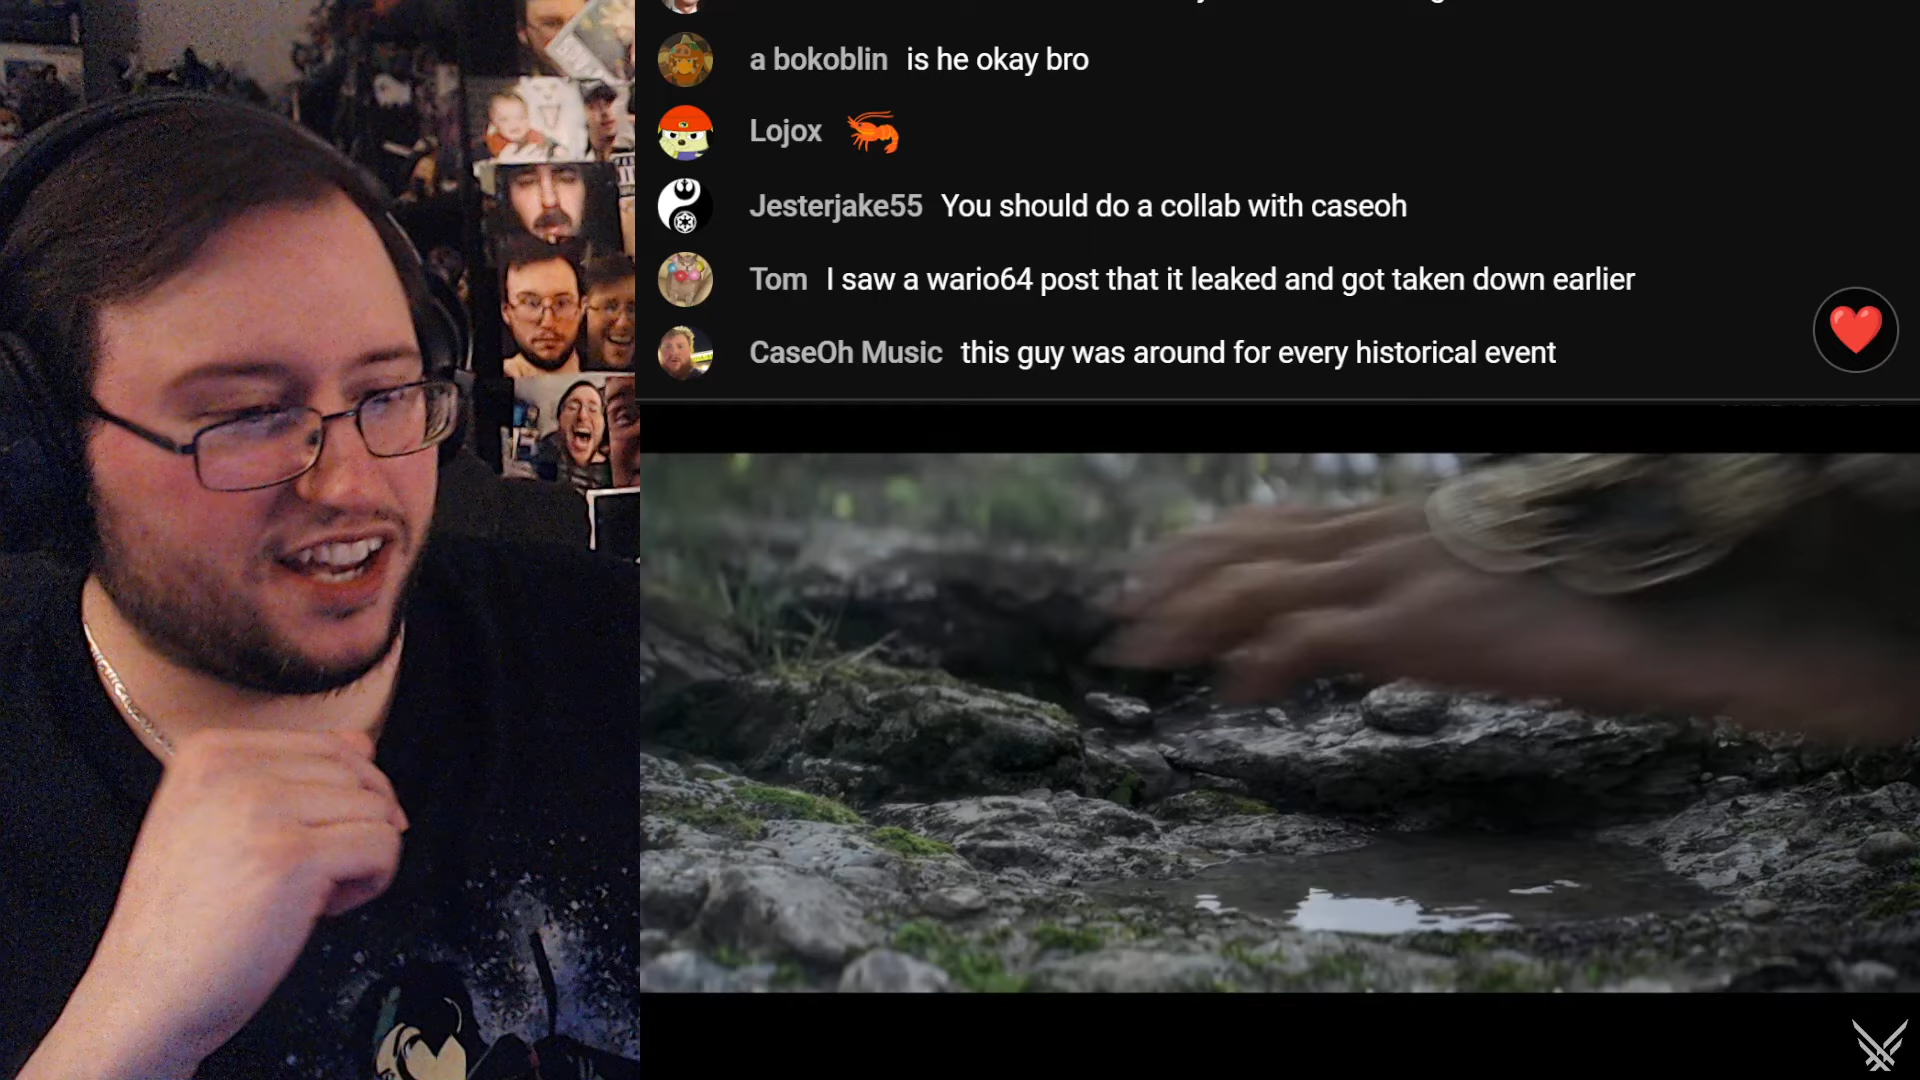 a bokoblin is he okay bro
Lojox
Jesterjake55 You should do a collab with caseoh
Tom I saw a wario64 post that it leaked and got taken down earlier
CaseOh Music this guy was around for every historical event